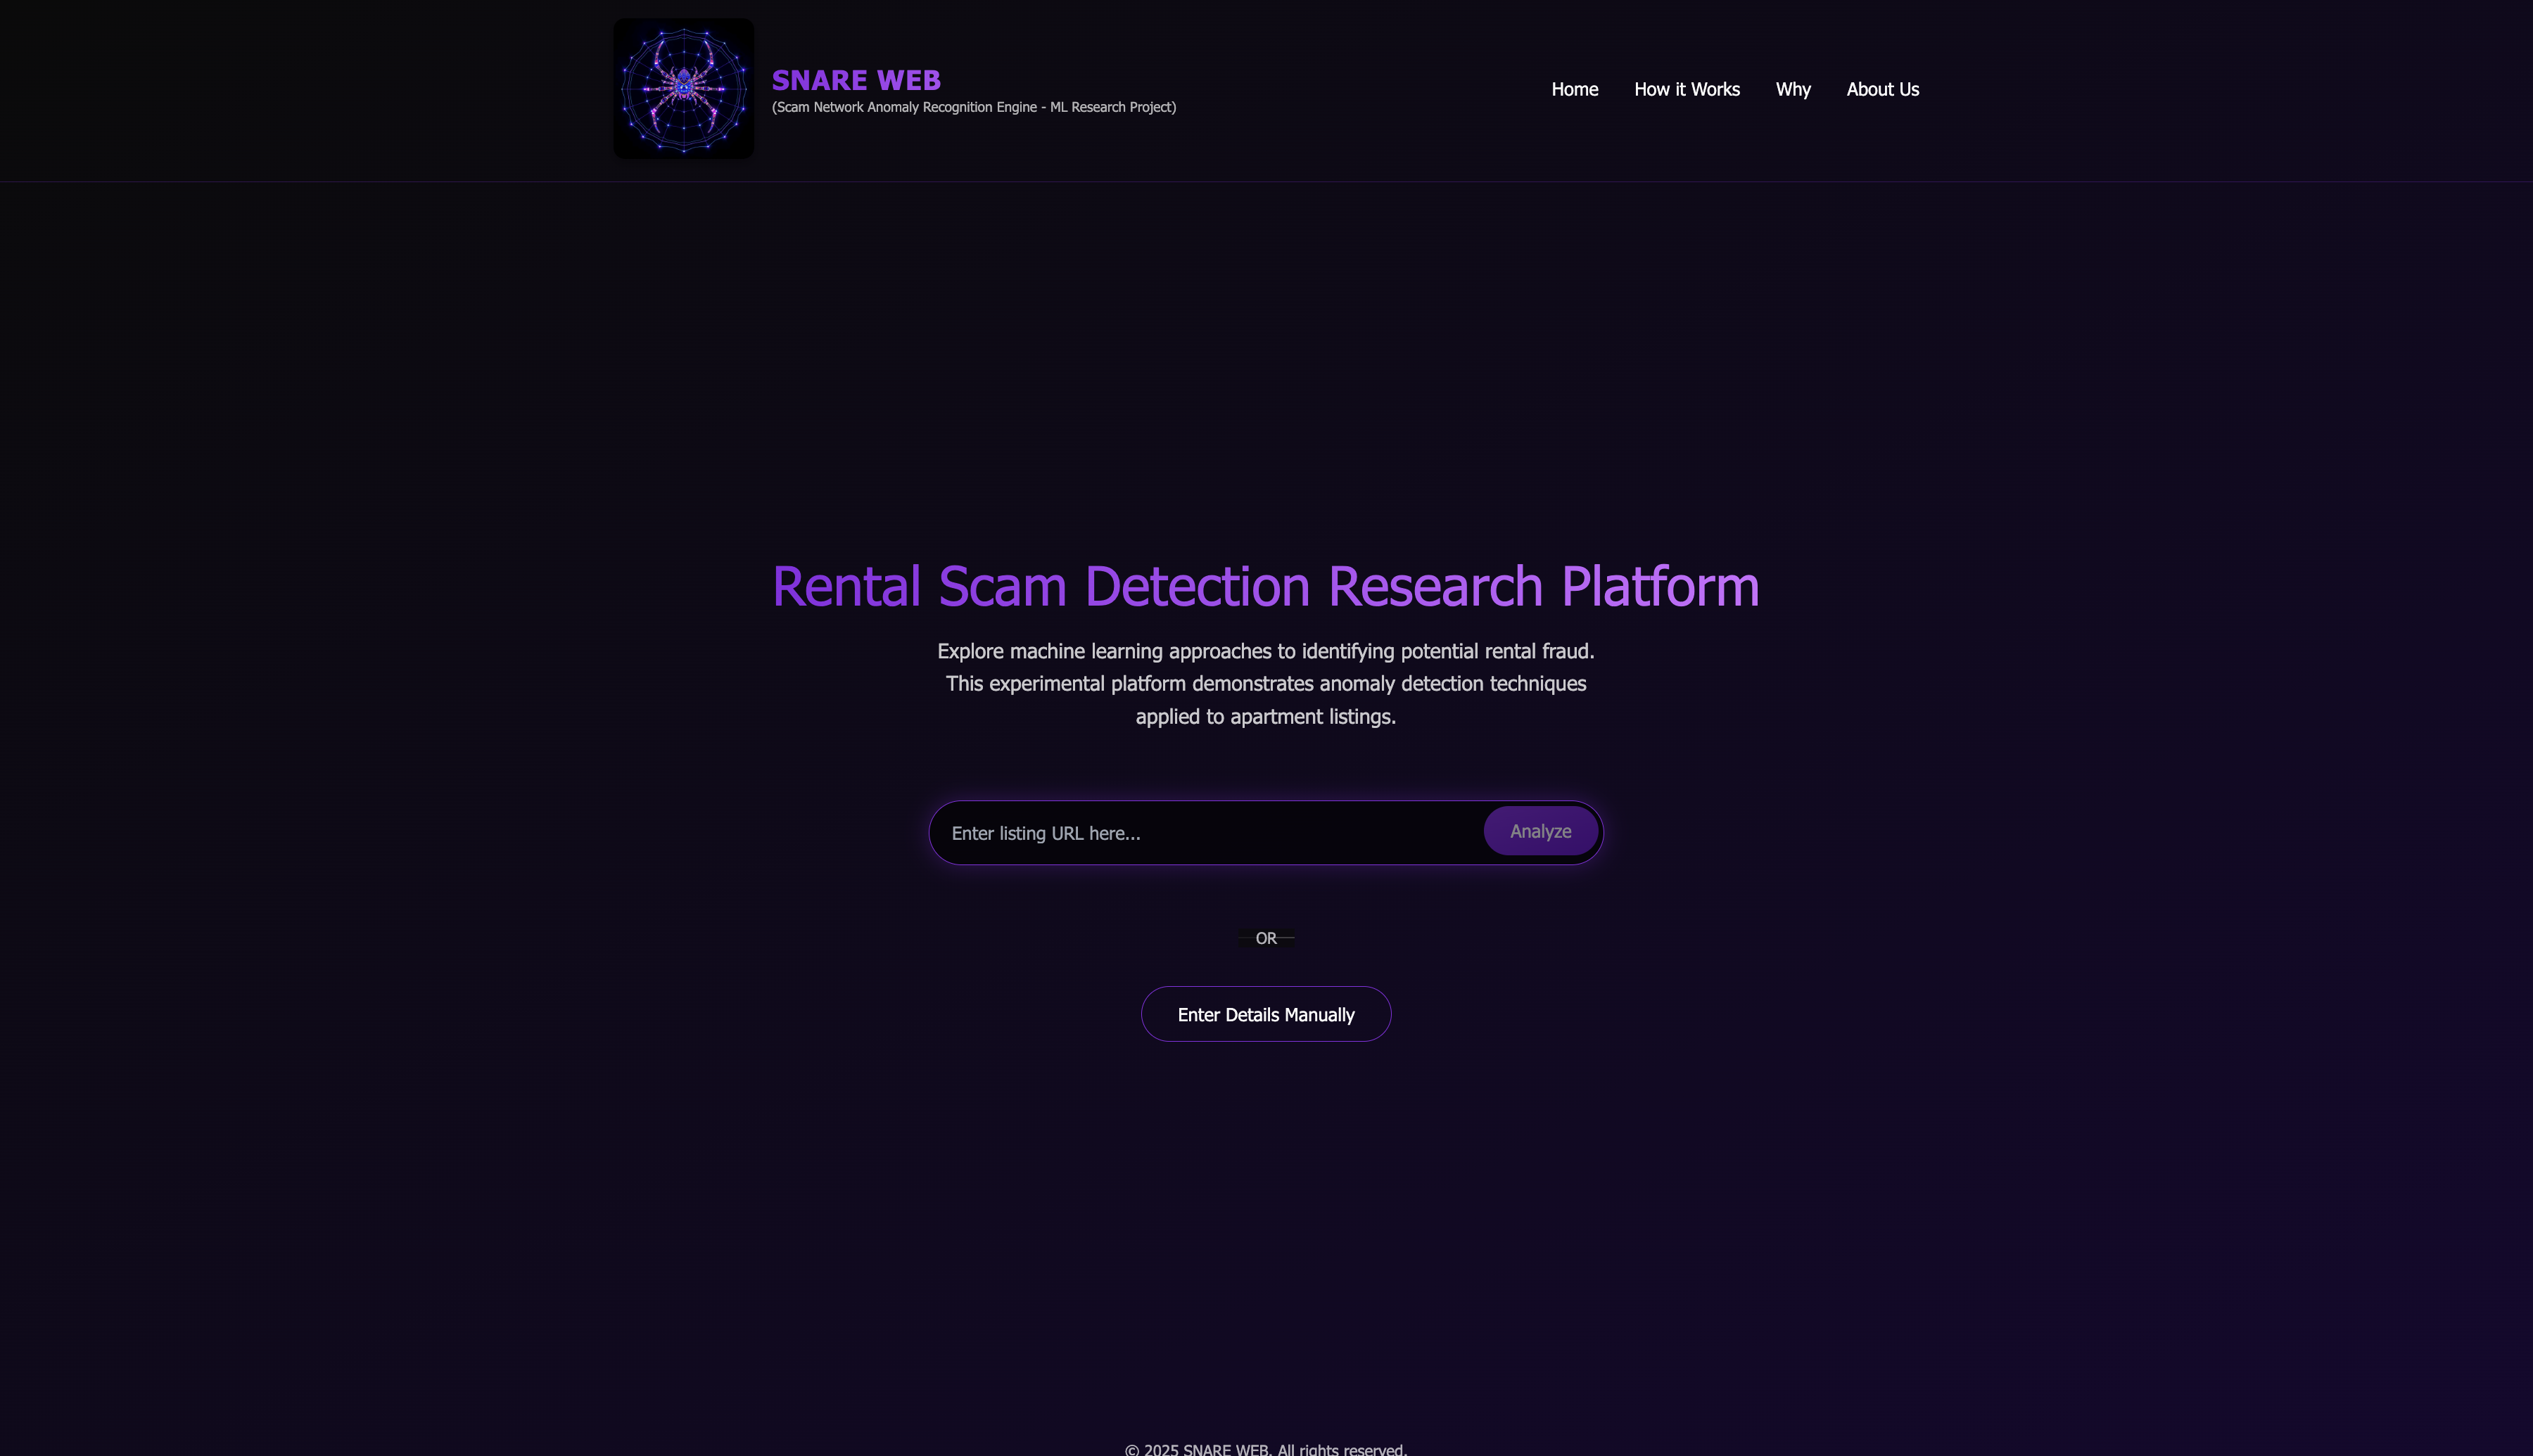 SNARE WEB
(Scam Network Anomaly Recognition Engine - ML Research Project)
Home
How it Works
Why
About Us
Rental Scam Detection Research Platform
Explore machine learning approaches to identifying potential rental fraud.
This experimental platform demonstrates anomaly detection techniques
applied to apartment listings.
Enter listing URL here...
Analyze
OR
Enter Details Manually
© 2025 SNARE WEB. All rights reserved.